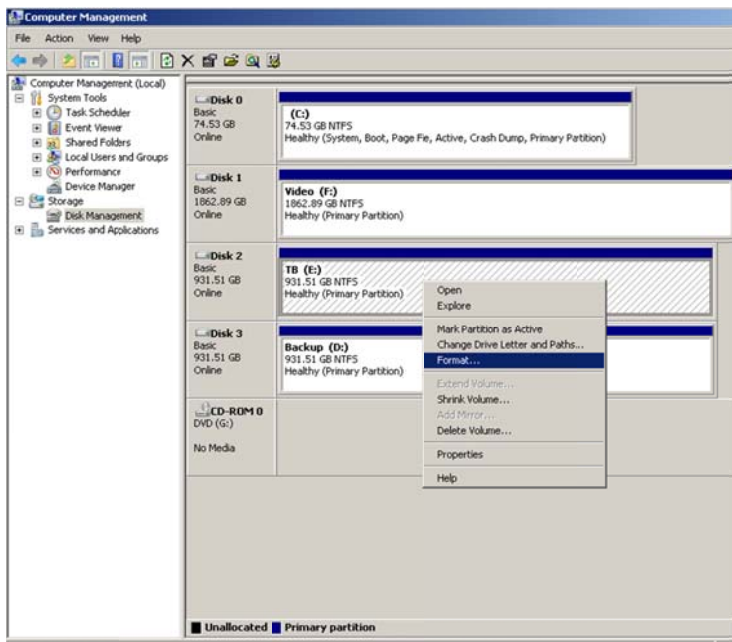 Computer Management
File Action View Help
Computer Management (Local)
System Tools
Task Scheduler
Event Viewer
Shared Folders
Local Users and Groups
Performance
Device Manager
Storage
Disk Management
Services and Applications
Disk 0
Basic
74.53 GB
Online
(C:)
74.53 GB NTFS
Healthy (System, Boot, Page File, Active, Crash Dump, Primary Partition)
Disk 1
Basic
1862.89 GB
Online
Video (F:)
1862.89 GB NTFS
Healthy (Primary Partition)
Disk 2
Basic
931.51 GB
Online
TB (E:)
931.51 GB NTFS
Healthy (Primary Partition)
Disk 3
Basic
931.51 GB
Online
Backup (D:)
931.51 GB NTFS
Healthy (Primary Partition)
CD-ROM 0
DVD (G:)
No Media
Open
Explore
Mark Partition as Active
Change Drive Letter and Paths...
Format...
Extend Volume...
Shrink Volume...
Add Mirror...
Delete Volume...
Properties
Help
Unallocated Primary partition